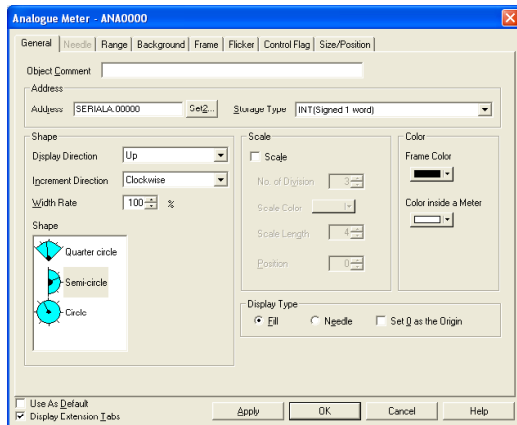 Analogue Meter - ANA0000
General Needle Range Background Frame Flicker Control Flag Size/Position
Object Comment
Address
Address SERIALA.00000 Set2... Storage Type INT(Signed 1 word)
Shape
Display Direction Up
Increment Direction Clockwise
Width Rate 100 %
Shape
Quarter circle
Semi-circle
Circle
Scale
Scale
No. of Division 3
Scale Color
Scale Length 4
Position 0
Color
Frame Color
Color inside a Meter
Display Type
Fill Needle Set 0 as the Origin
Use As Default
Display Extension Tabs
Apply OK Cancel Help